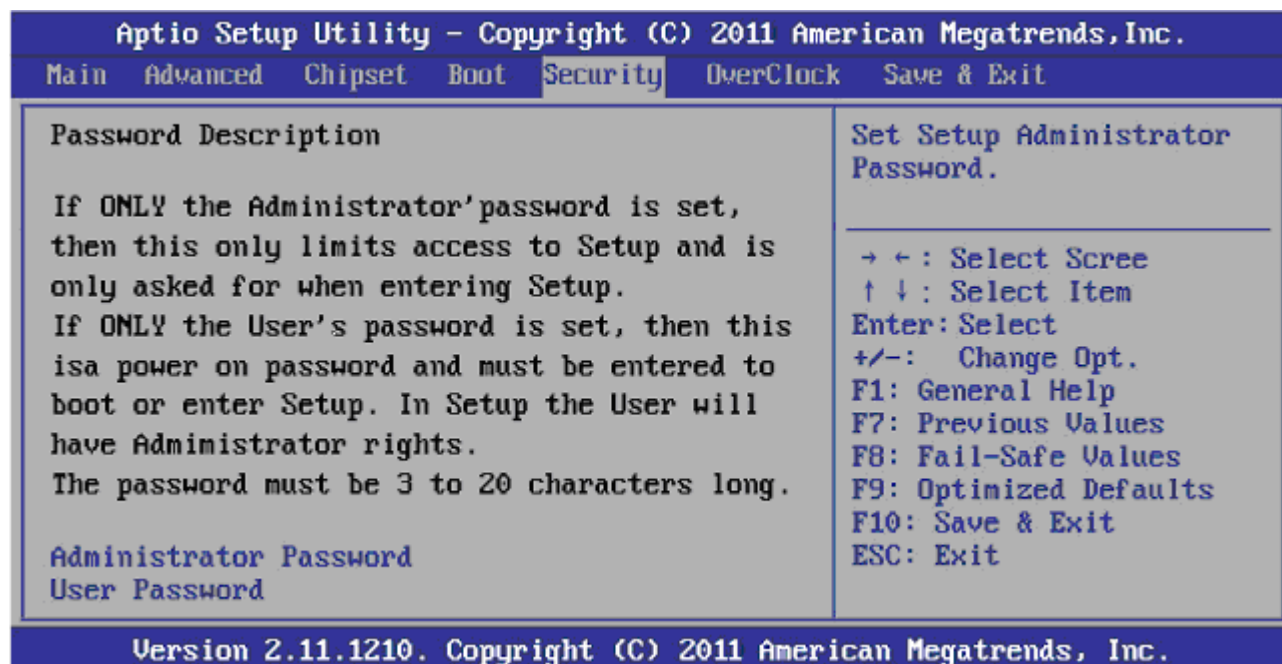 Aptio Setup Utility – Copyright (C) 2011 American Megatrends,Inc.
Main Advanced Chipset Boot Security OverClock Save & Exit
Password Description
If ONLY the Administrator'password is set,
then this only limits access to Setup and is
only asked for when entering Setup.
If ONLY the User's password is set, then this
isa power on password and must be entered to
boot or enter Setup. In Setup the User will
have Admimistrator rights.
The password must be 3 to 20 characters long.
Administrator Password
User Password
Set Setup Administrator
Password.
→ ←: Select Scree
↑ ↓: Select Item
Enter: Select
+/-: Change Opt.
F1: General Help
F7: Previous Values
F8: Fail-Safe Values
F9: Optimized Defaults
F10: Save & Exit
ESC: Exit
Version 2.11.1210. Copyright (C) 2011 American Megatrends, Inc.